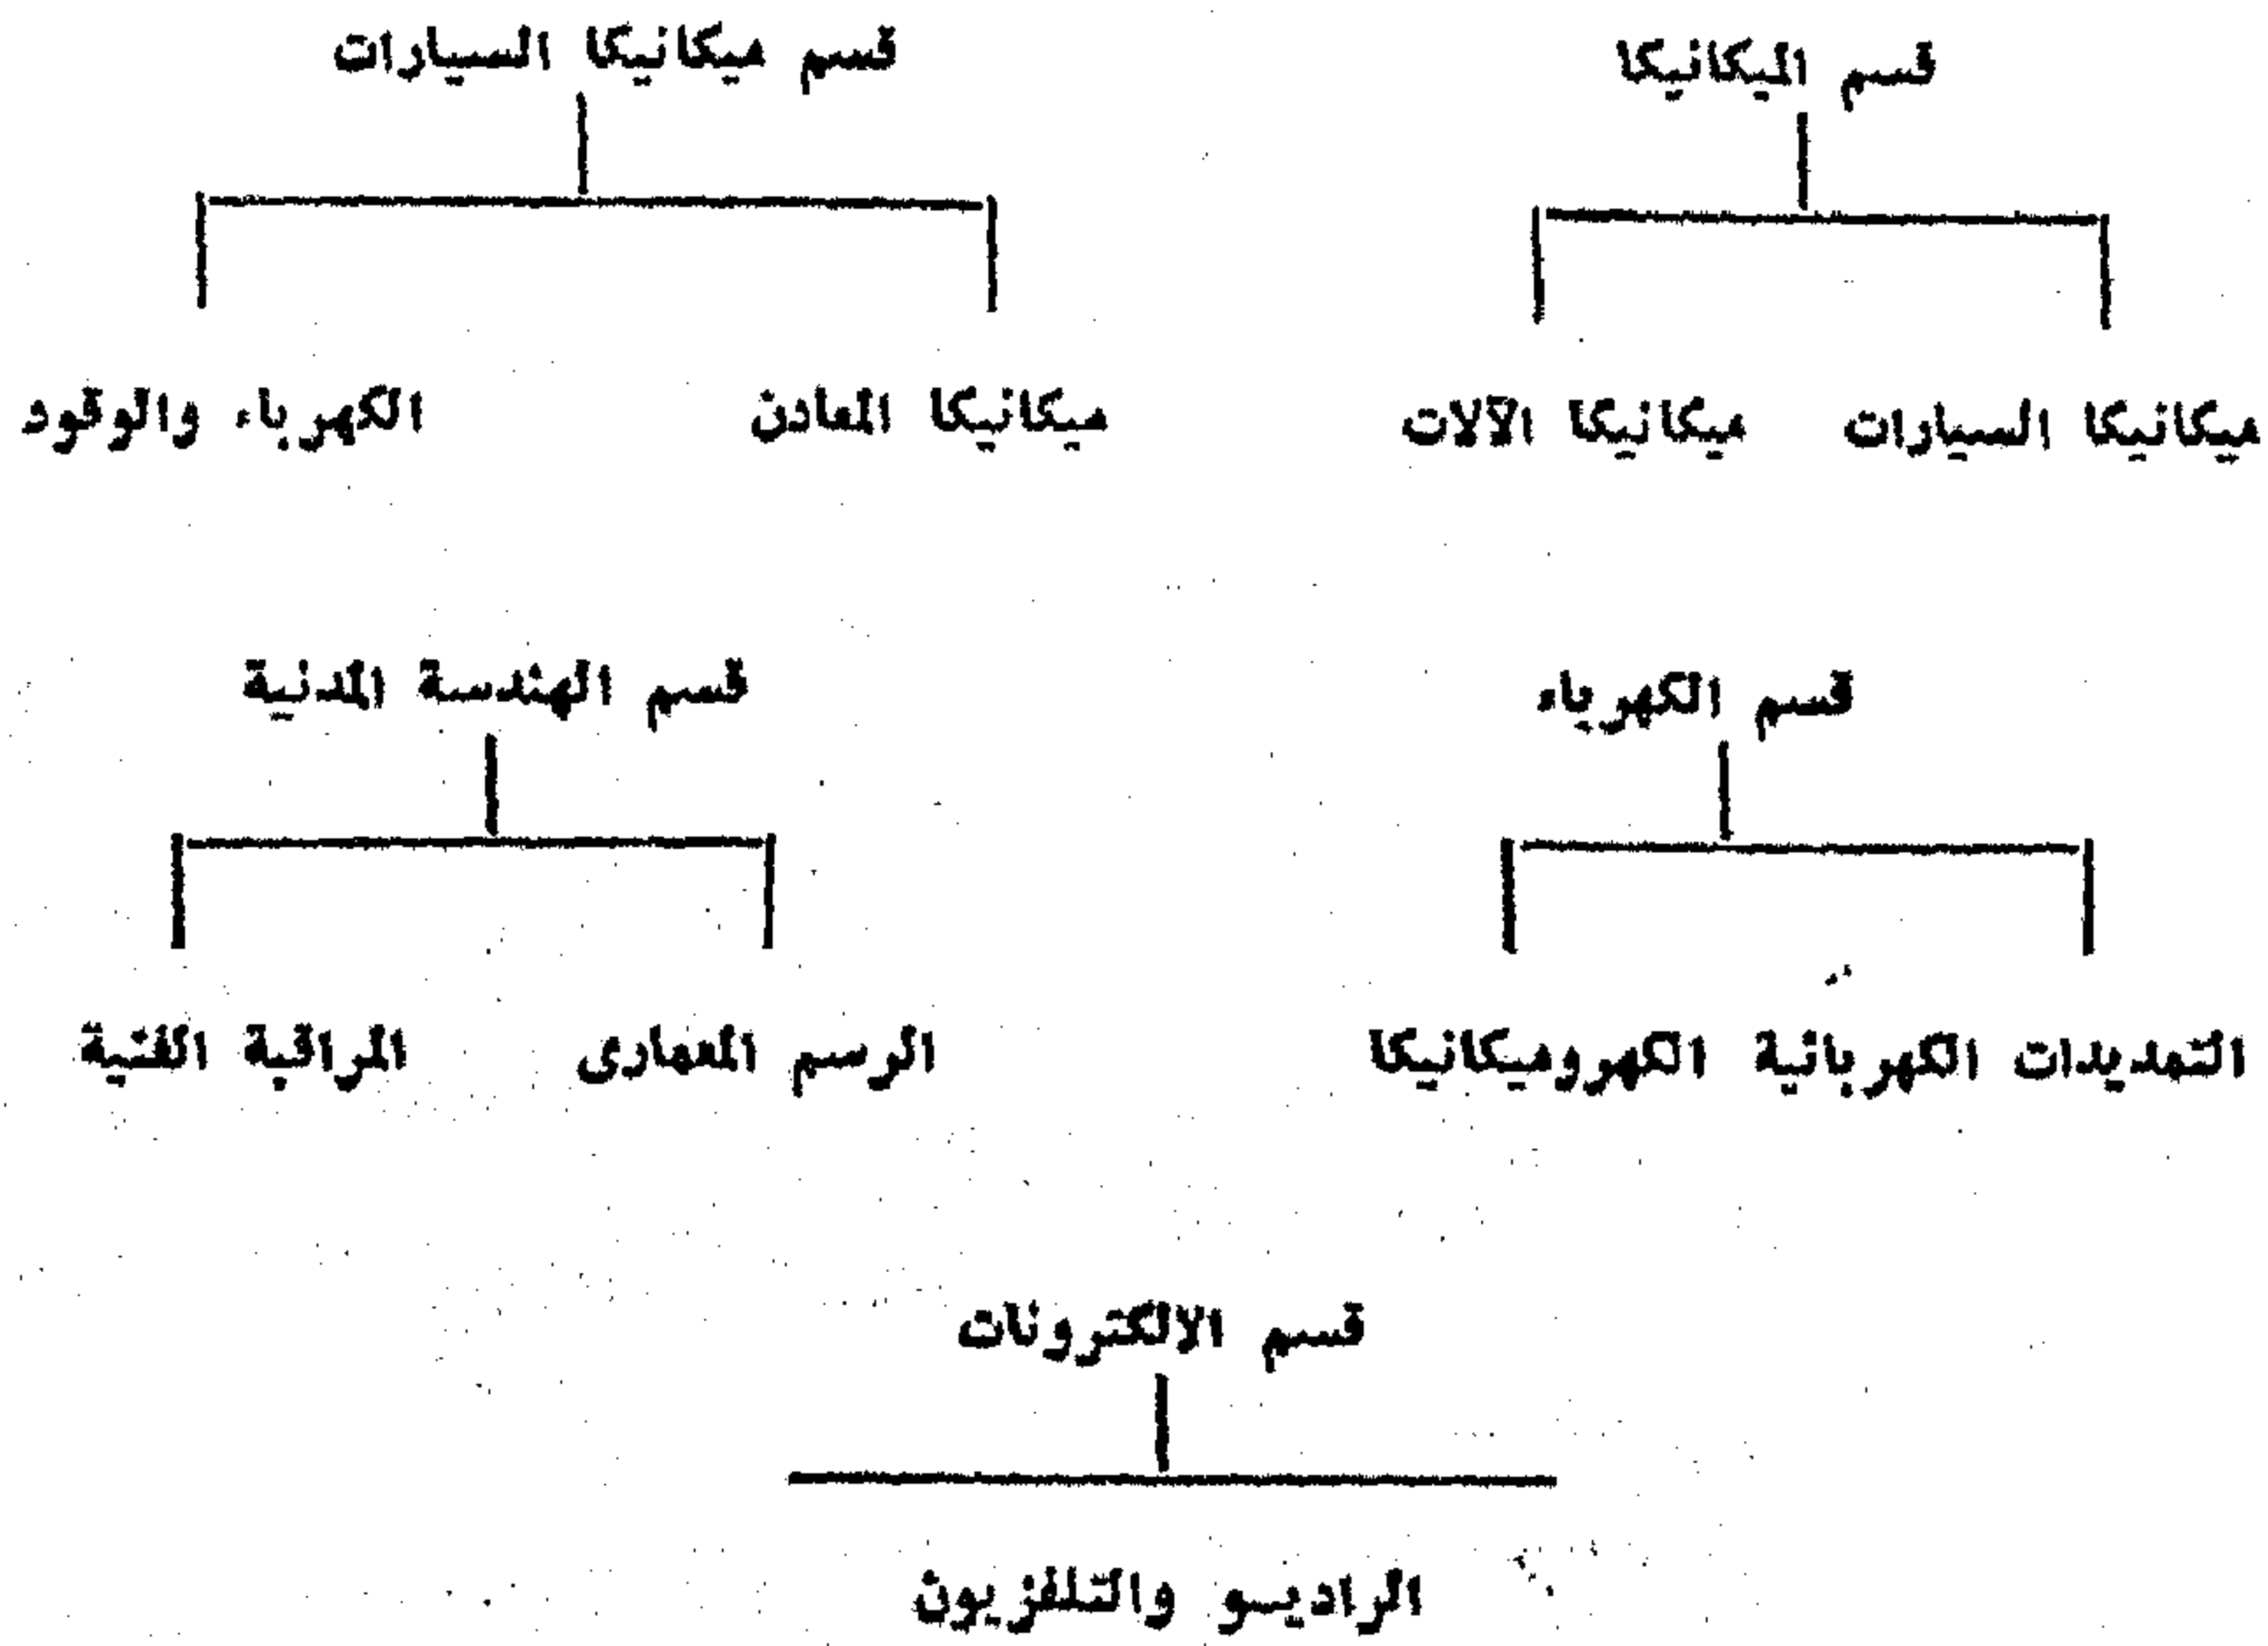 قسم الميكانيكا
ميكانيكا السيارات
ميكانيكا الآلات
قسم ميكانيكا السيارات
ميكانيكا المعادن
الكهرباء والوقود
قسم الكهرباء
التمديدات الكهربائية
الكهروميكانيكا
قسم الهندسة المدنية
الرسم المعمارى
المراقبة الفنية
قسم الالكترونات
الراديو والتلفزيون